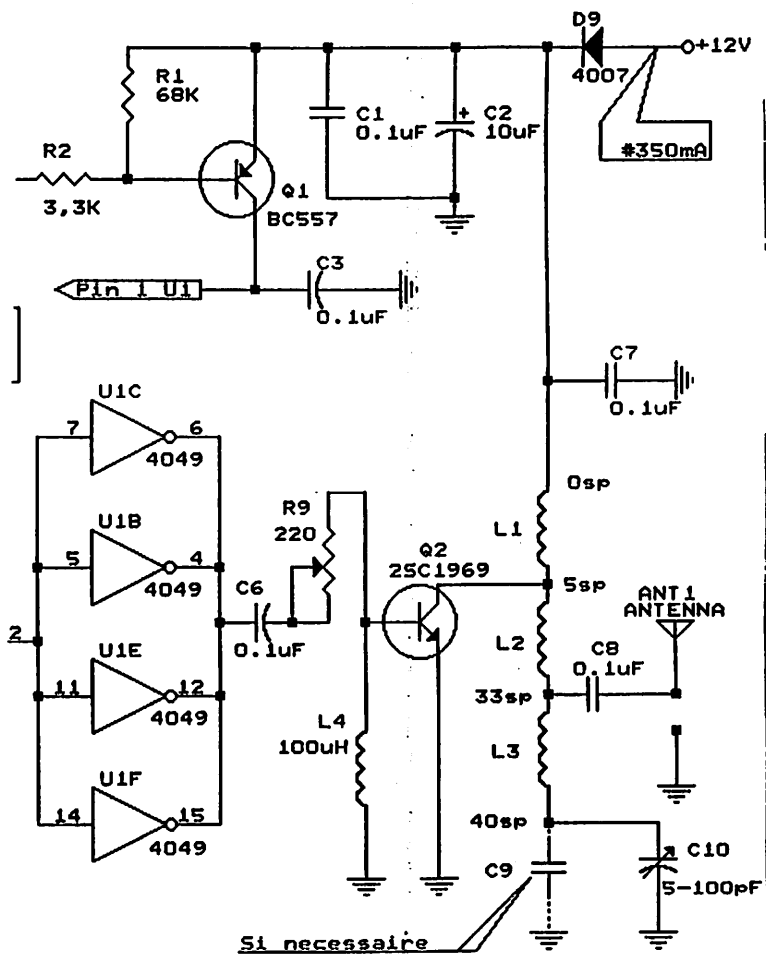 D9
+12V
4007
R1
68K
C1
0.1uF
+
C2
10uF
#350mA
R2
3,3K
Q1
BC557
Pin 1 U1
C3
0.1uF
C7
0.1uF
U1C
7
6
4049
0sp
L1
R9
220
U1B
5
4
4049
Q2
2SC1969
5sp
ANT1
ANTENNA
C6
0.1uF
L2
C8
0.1uF
2
U1E
11
12
4049
33sp
L4
100uH
L3
U1F
14
15
4049
40sp
C9
C10
5-100pF
Si necessaire